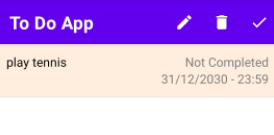 To Do App
play tennis
Not Completed
31/12/2030 - 23:59